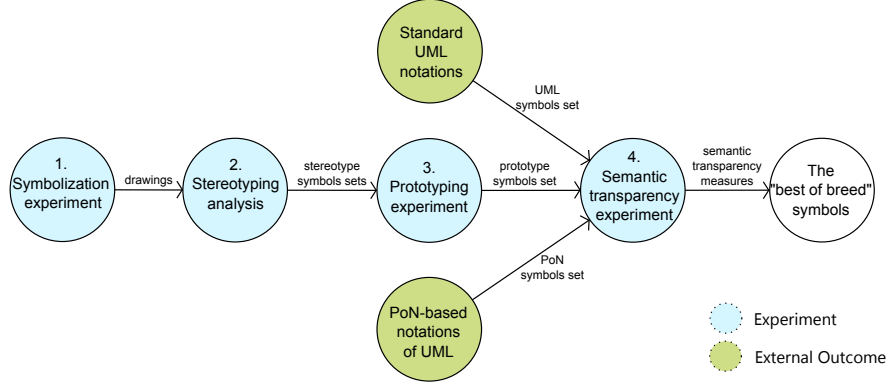 Standard
UML
notations
UML
symbols set
1.
Symbolization
experiment
drawings
2.
Stereotyping
analysis
stereotype
symbols sets
3.
Prototyping
experiment
prototype
symbols set
4.
Semantic
transparency
experiment
semantic
transparency
measures
The
"best of breed"
symbols
PoN
symbols set
PoN-based
notations
of UML
Experiment
External Outcome